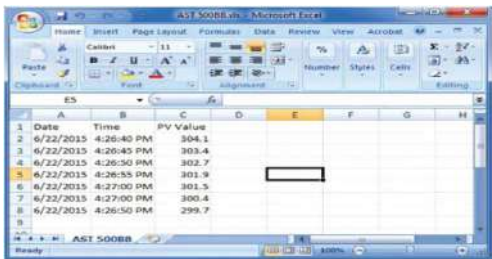 AST 500BB.xls - Microsoft Excel
Home Insert Page Layout Formulas Data Review View Acrobat
Calibri 11
Paste B I U A A % Number Styles Cells Σ
Clipboard Font Alignment Editing
E5 fx
A B C D E F G H
1 Date Time PV Value
2 6/22/2015 4:26:40 PM 304.1
3 6/22/2015 4:26:45 PM 303.4
4 6/22/2015 4:26:50 PM 302.7
5 6/22/2015 4:26:55 PM 301.9
6 6/22/2015 4:27:00 PM 301.5
7 6/22/2015 4:27:00 PM 300.4
8 6/22/2015 4:26:50 PM 299.7
9
AST 500BB
Ready 100%